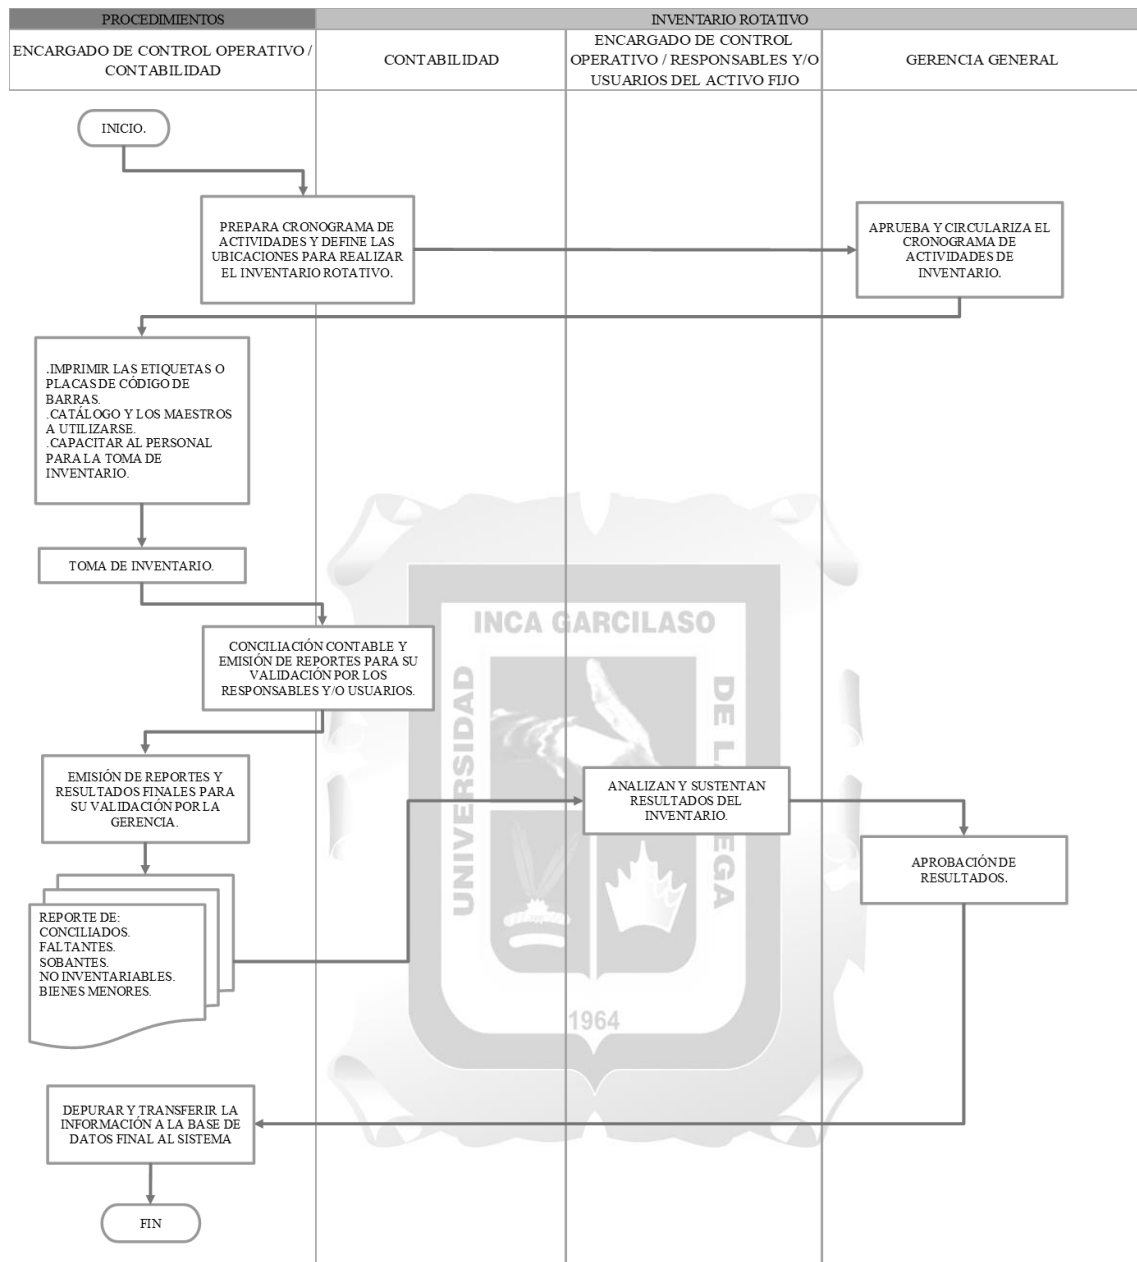 PROCEDIMIENTOS
INVENTARIO ROTATIVO
ENCARGADO DE CONTROL OPERATIVO /
CONTABILIDAD
CONTABILIDAD
ENCARGADO DE CONTROL
OPERATIVO / RESPONSABLES Y/O
USUARIOS DEL ACTIVO FIJO
GERENCIA GENERAL
INICIO.
PREPARA CRONOGRAMA DE
ACTIVIDADES Y DEFINE LAS
UBICACIONES PARA REALIZAR
EL INVENTARIO ROTATIVO.
APRUEBA Y CIRCULARIZA EL
CRONOGRAMA DE
ACTIVIDADES DE
INVENTARIO.
.IMPRIMIR LAS ETIQUETAS O
PLACAS DE CÓDIGO DE
BARRAS.
.CATÁLOGO Y LOS MAESTROS
A UTILIZARSE.
.CAPACITAR AL PERSONAL
PARA LA TOMA DE
INVENTARIO.
TOMA DE INVENTARIO.
CONCILIACIÓN CONTABLE Y
EMISIÓN DE REPORTES PARA SU
VALIDACIÓN POR LOS
RESPONSABLES Y/O USUARIOS.
EMISIÓN DE REPORTES Y
RESULTADOS FINALES PARA
SU VALIDACIÓN POR LA
GERENCIA.
ANALIZAN Y SUSTENTAN
RESULTADOS DEL
INVENTARIO.
APROBACIÓN DE
RESULTADOS.
REPORTE DE:
CONCILIADOS.
FALTANTES.
SOBANTES.
NO INVENTARIABLES.
BIENES MENORES.
DEPURAR Y TRANSFERIR LA
INFORMACIÓN A LA BASE DE
DATOS FINAL AL SISTEMA
FIN
UNIVERSIDAD
INCA GARCILASO
DE LA VEGA
1964